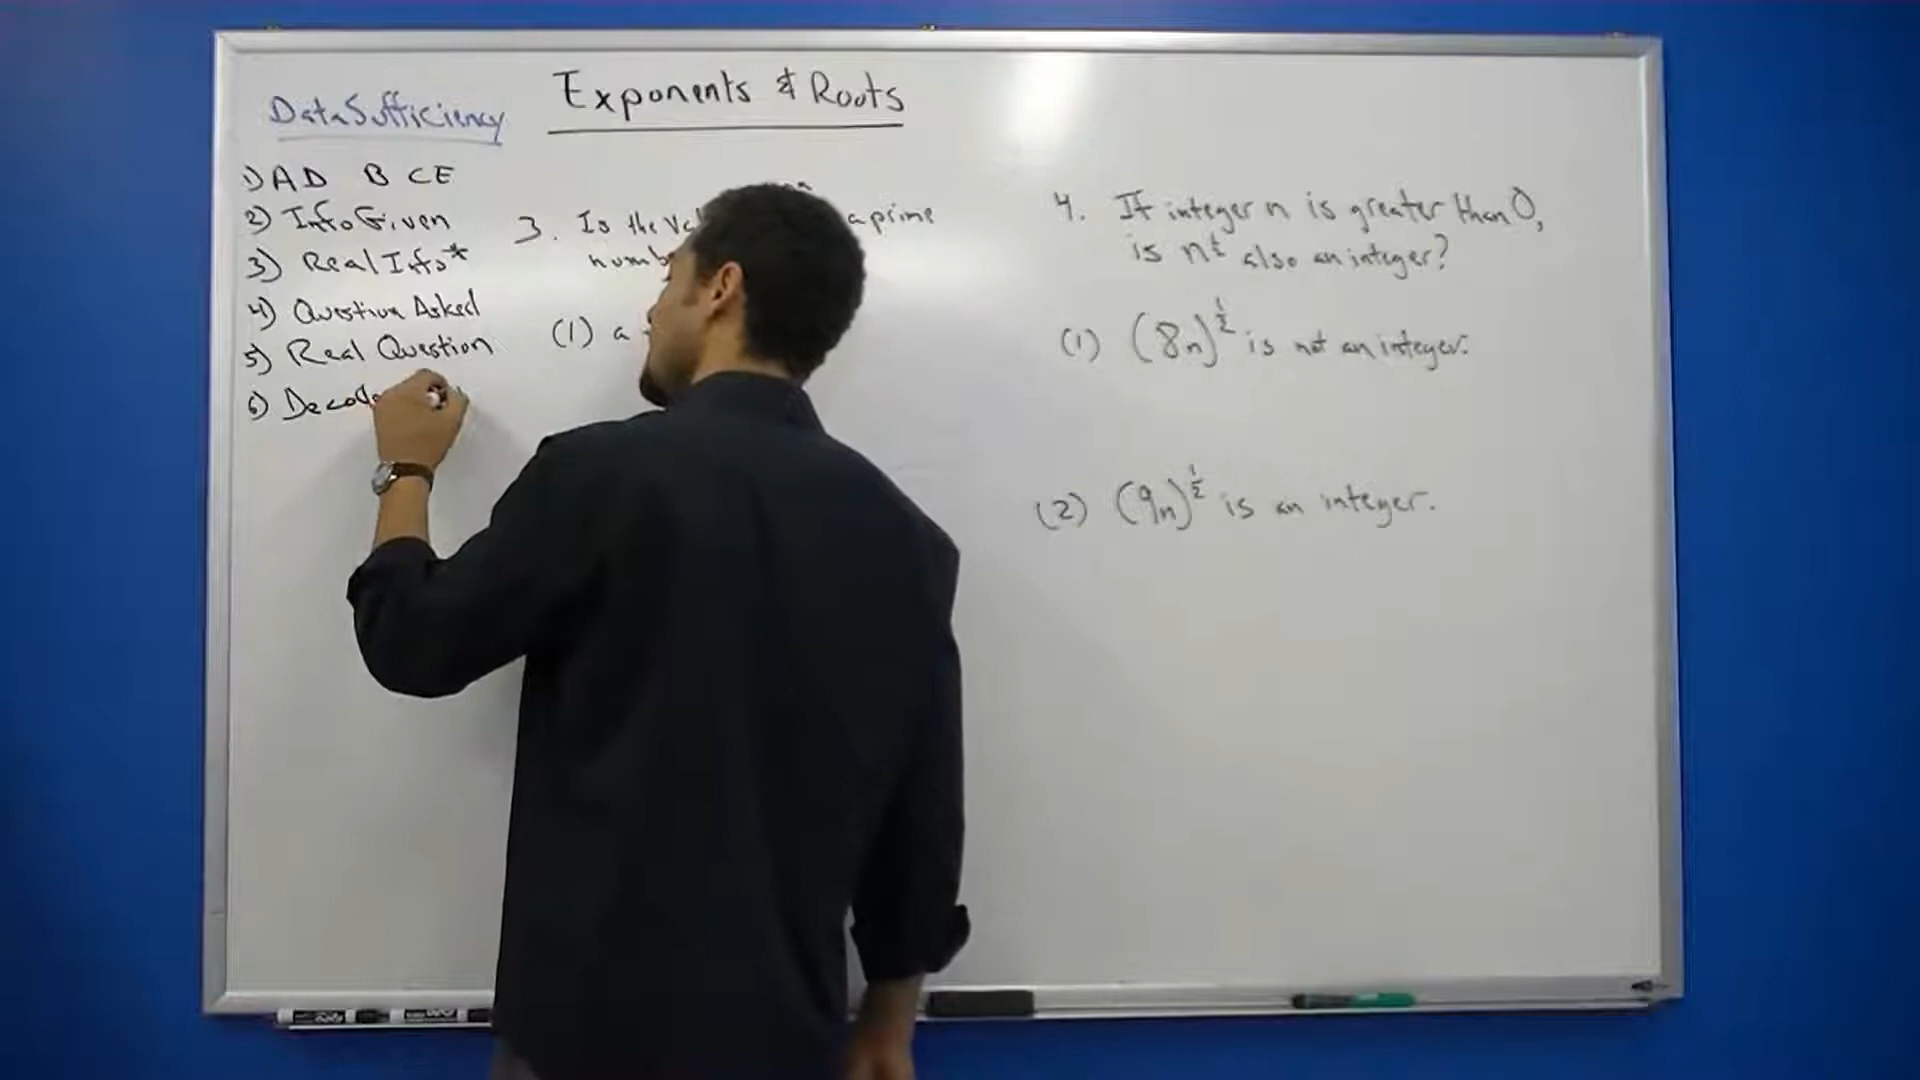 Exponents & Roots
Data Sufficiency
1) AD B CE
2) Info Given
3) Real Info*
4) Question Asked
5) Real Question
6) Decode
3. Is the a prime
(1) a
4. If integer n is greater than 0,
is n^½ also an integer?
(1) (8n)^½ is not an integer.
(2) (9n)^½ is an integer.